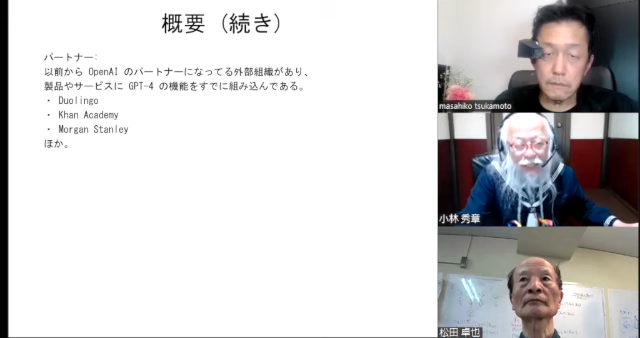 概要 (続き)
パートナー:
以前から OpenAI のパートナーになってる外部組織があり、
製品やサービスに GPT-4 の機能をすでに組み込んである。
・ Duolingo
・ Khan Academy
・ Morgan Stanley
ほか。
masahiko tsukamoto
小林 秀章
松田 卓也